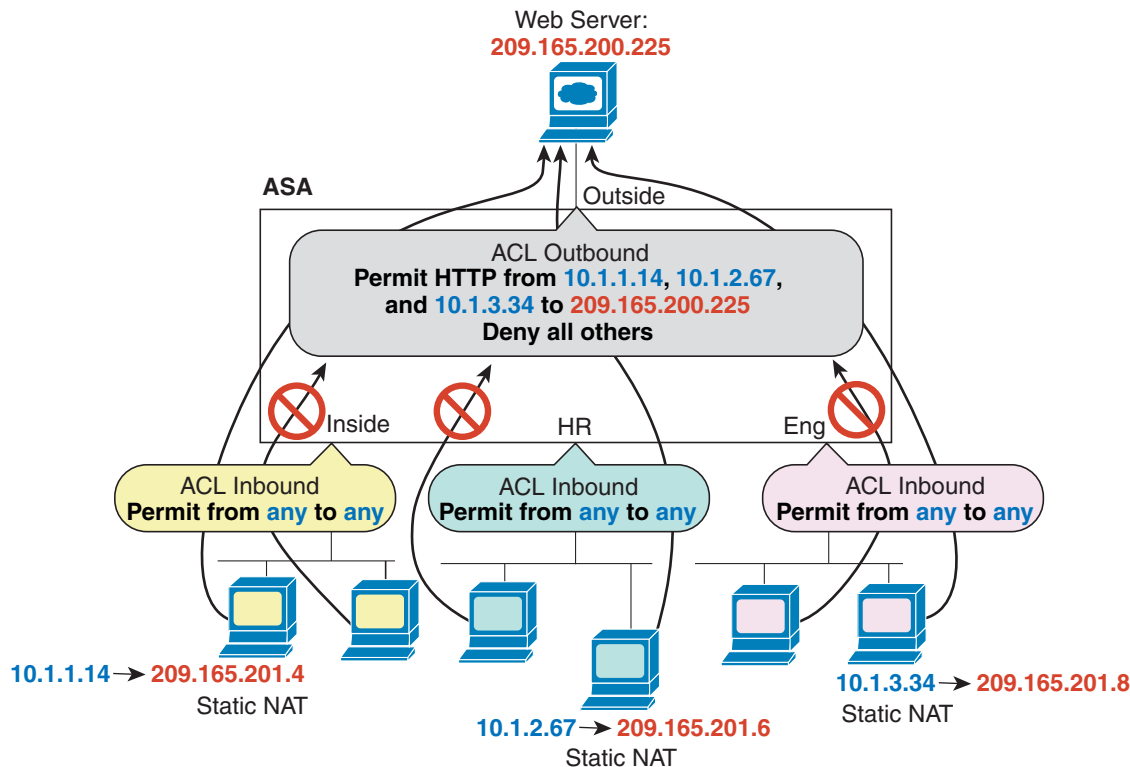 Web Server:
209.165.200.225
ASA
Outside
ACL Outbound
Permit HTTP from 10.1.1.14, 10.1.2.67,
and 10.1.3.34 to 209.165.200.225
Deny all others
Inside
HR
Eng
ACL Inbound
Permit from any to any
ACL Inbound
Permit from any to any
ACL Inbound
Permit from any to any
10.1.1.14 → 209.165.201.4
Static NAT
10.1.2.67 → 209.165.201.6
Static NAT
10.1.3.34 → 209.165.201.8
Static NAT